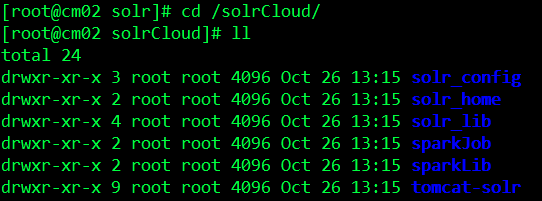 [root@cm02 solr]# cd /solrCloud/
[root@cm02 solrCloud]# ll
total 24
drwxr-xr-x 3 root root 4096 Oct 26 13:15 solr_config
drwxr-xr-x 2 root root 4096 Oct 26 13:15 solr_home
drwxr-xr-x 4 root root 4096 Oct 26 13:15 solr_lib
drwxr-xr-x 2 root root 4096 Oct 26 13:15 sparkJob
drwxr-xr-x 2 root root 4096 Oct 26 13:15 sparkLib
drwxr-xr-x 9 root root 4096 Oct 26 13:15 tomcat-solr